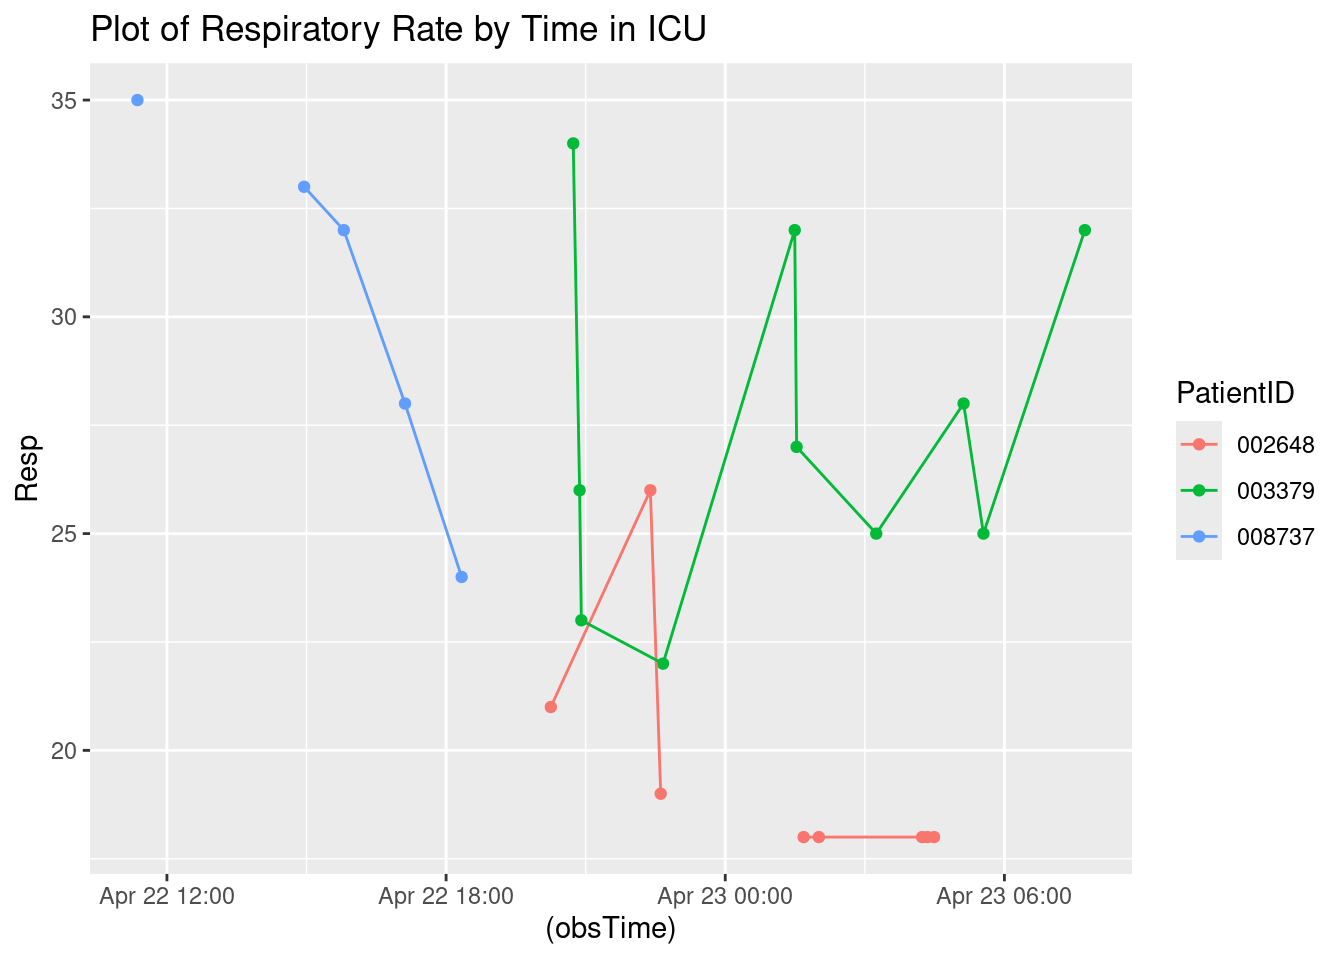 Plot of Respiratory Rate by Time in ICU
35
30
25
20
Resp
Apr 22 12:00
Apr 22 18:00
Apr 23 00:00
Apr 23 06:00
(obsTime)
PatientID
002648
003379
008737